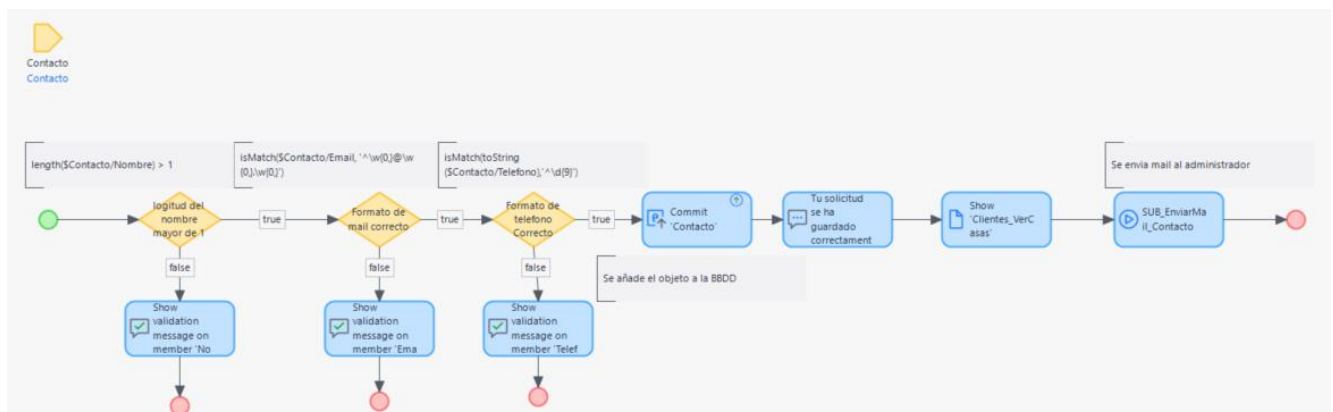 Contacto
Contacto
length($Contacto/Nombre) > 1
isMatch($Contacto/Email, '^\w{0,}@\w
{0,}.\w{0,}')
isMatch(toString
($Contacto/Telefono),'^\d{9}')
Se envia mail al administrador
logitud del
nombre
mayor de 1
true
Formato de
mail correcto
true
Formato de
telefono
Correcto
true
Commit
'Contacto'
Tu solicitud
se ha
guardado
correctament
Show
'Clientes_VerC
asas'
SUB_EnviarMa
il_Contacto
false
false
false
Se añade el objeto a la BBDD
Show
validation
message on
member 'No
Show
validation
message on
member 'Ema
Show
validation
message on
member 'Telef